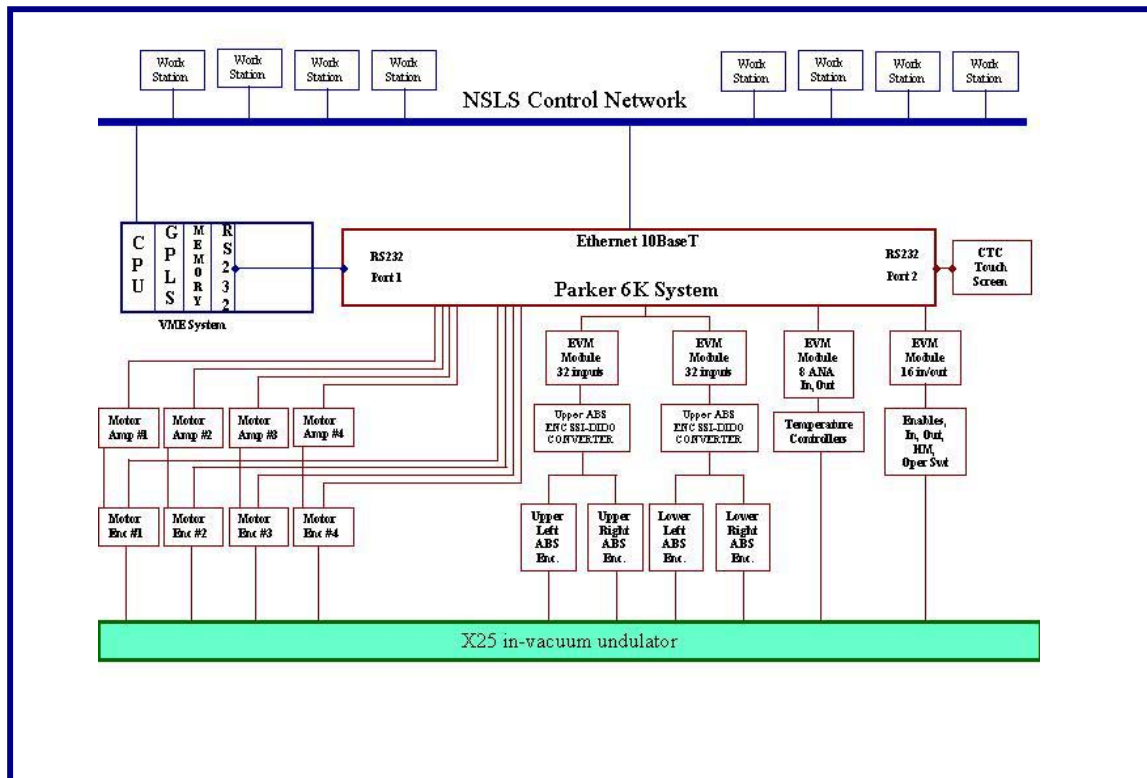 Work
Station
Work
Station
Work
Station
Work
Station
Work
Station
Work
Station
Work
Station
Work
Station
NSLS Control Network
CPU
GPLS
MEMORY
RS232
VME System
Ethernet 10BaseT
RS232
Port 1
RS232
Port 2
Parker 6K System
CTC
Touch
Screen
EVM
Module
32 inputs
EVM
Module
32 inputs
EVM
Module
8 ANA
In, Out
EVM
Module
16 in/out
Motor
Amp #1
Motor
Amp #2
Motor
Amp #3
Motor
Amp #4
Upper ABS
ENC SSI-DIDO
CONVERTER
Upper ABS
ENC SSI-DIDO
CONVERTER
Temperature
Controllers
Enables,
In, Out,
HM,
Oper Swt
Motor
Enc #1
Motor
Enc #2
Motor
Enc #3
Motor
Enc #4
Upper
Left
ABS
Enc.
Upper
Right
ABS
Enc.
Lower
Left
ABS
Enc.
Lower
Right
ABS
Enc.
X25 in-vacuum undulator